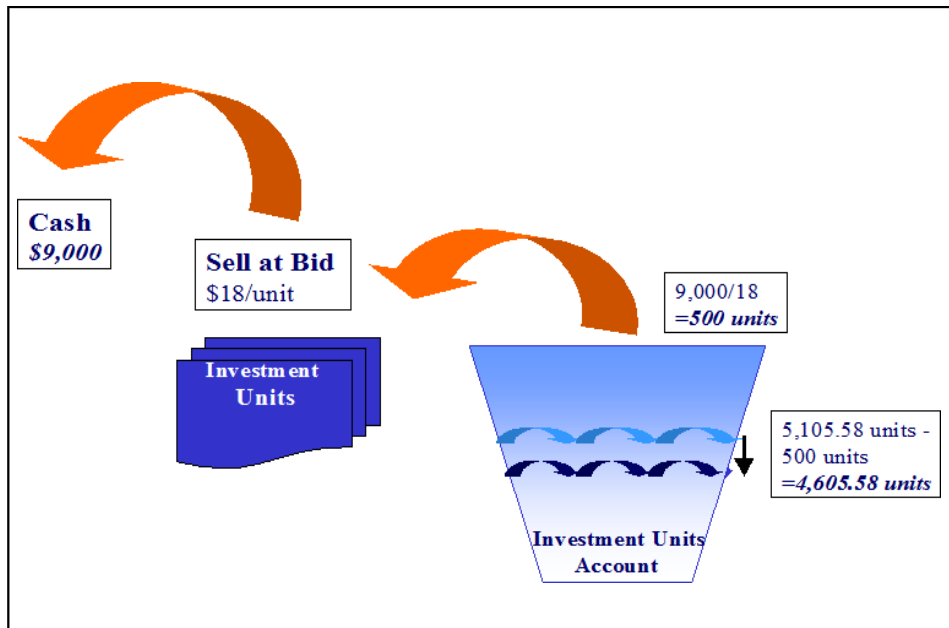 Cash
$9,000
Sell at Bid
$18/unit
9,000/18
=500 units
Investment
Units
5,105.58 units -
500 units
=4,605.58 units
Investment Units
Account